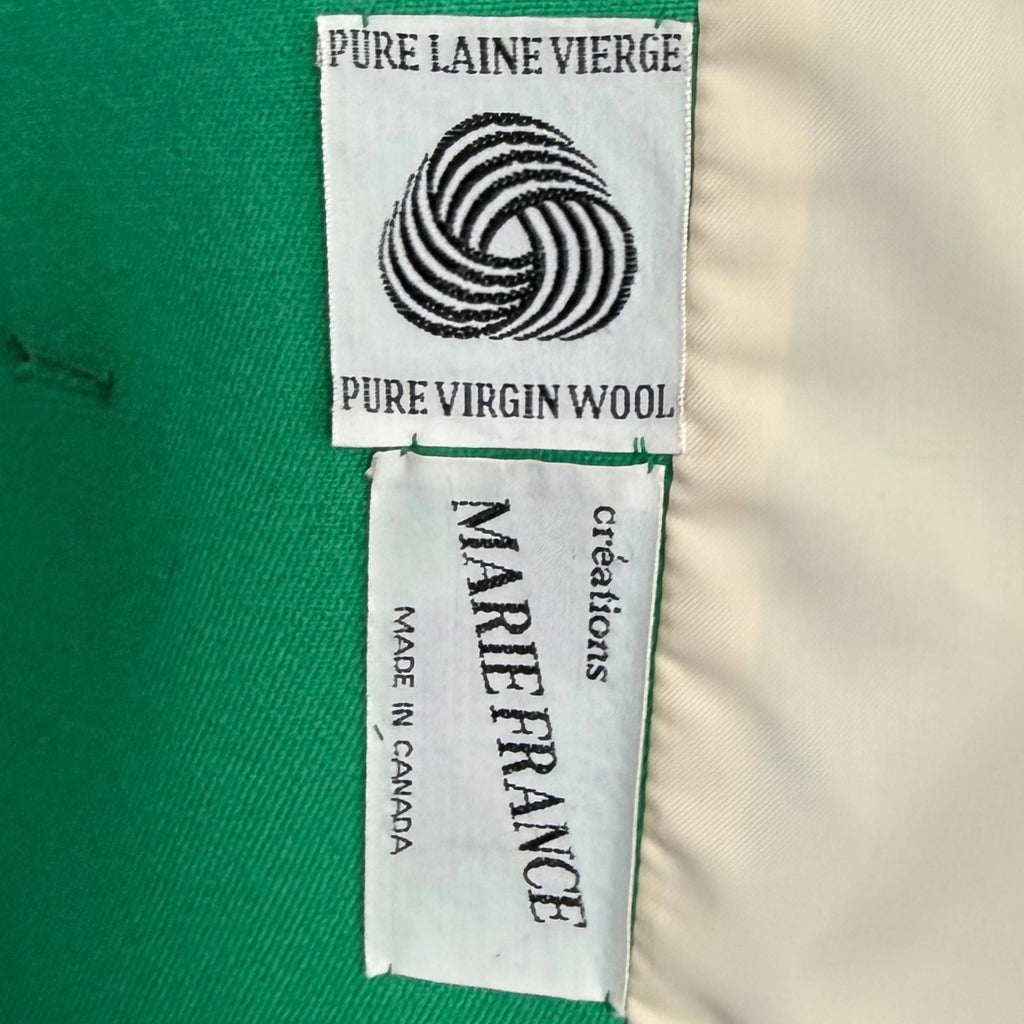 PURE LAINE VIERGE
PURE VIRGIN WOOL
créations
MARIE FRANCE
MADE IN CANADA